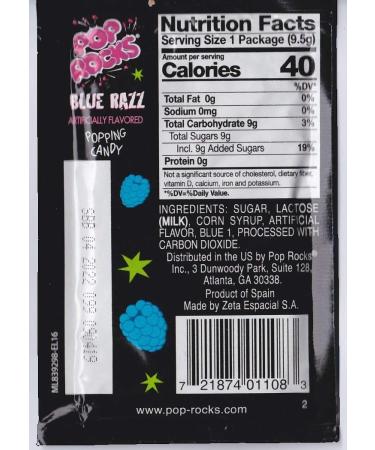 POP
ROCKS
BLUE RAZZ
ARTIFICIALLY FLAVORED
POPPING
CANDY
Nutrition Facts
Serving Size 1 Package (9.5g)
Amount per serving
Calories 40
%DV*
Total Fat 0g 0%
Sodium 0mg 0%
Total Carbohydrate 9g 3%
Total Sugars 9g
Incl. 9g Added Sugars 19%
Protein 0g
Not a significant source of cholesterol, dietary fiber,
vitamin D, calcium, iron and potassium.
*%DV=%Daily Value.
INGREDIENTS: SUGAR, LACTOSE
(MILK), CORN SYRUP, ARTIFICIAL
FLAVOR, BLUE 1, PROCESSED WITH
CARBON DIOXIDE.
Distributed in the US by Pop Rocks®
Inc., 3 Dunwoody Park, Suite 128,
Atlanta, GA 30338.
Product of Spain
Made by Zeta Espacial S.A.
04 2022
ML839298-EL16
7 21874 01108 3
www.pop-rocks.com
2